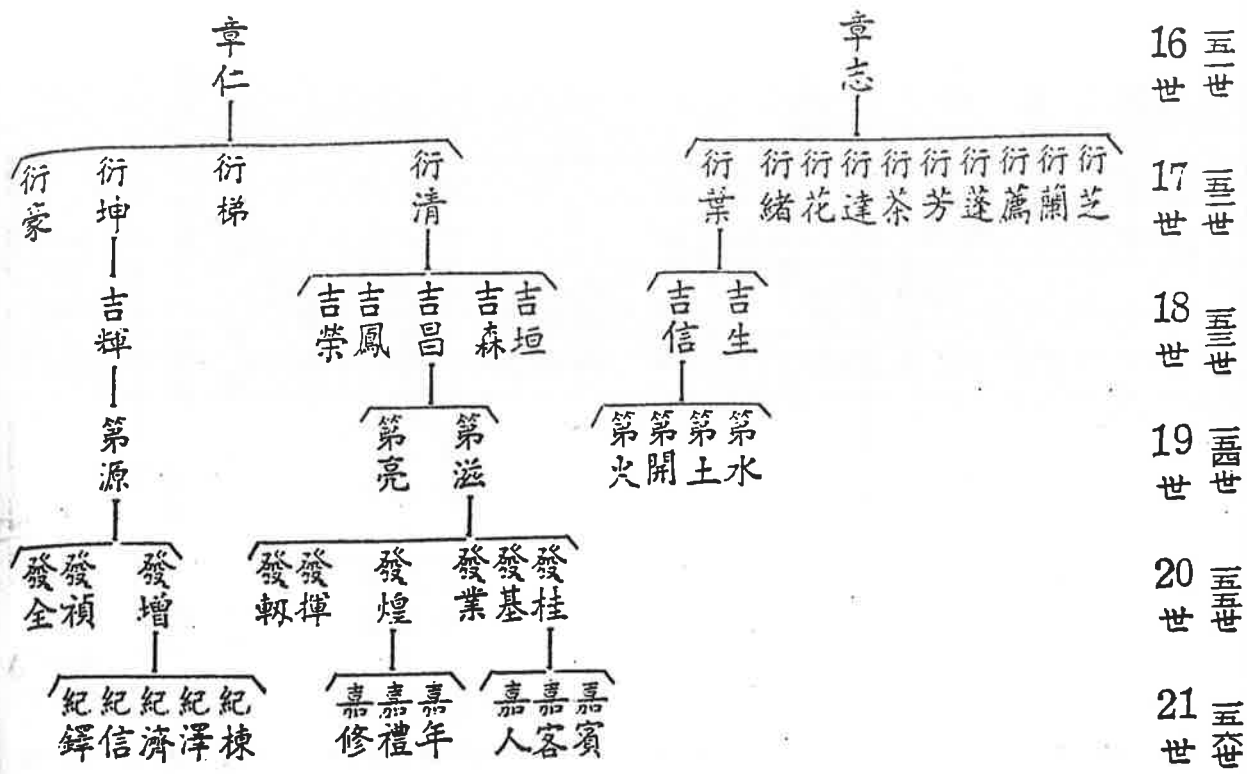 一五一世
16世
章志
章仁
一五二世
17世
衍芝
衍蘭
衍薦
衍蓬
衍芳
衍茶
衍達
衍花
衍緒
衍葉
衍清
衍梯
衍坤
衍
一五三世
18世
吉生
吉信
吉垣
吉森
吉昌
吉鳳
吉榮
吉輝
一五四世
19世
第水
第土
第開
第火
第滋
第亮
第源
一五五世
20世
發桂
發基
發業
發煌
發揮
發軔
發增
發禎
發全
一五六世
21世
嘉賓
嘉客
嘉人
嘉年
嘉禮
嘉修
紀棟
紀澤
紀濟
紀信
紀鐸